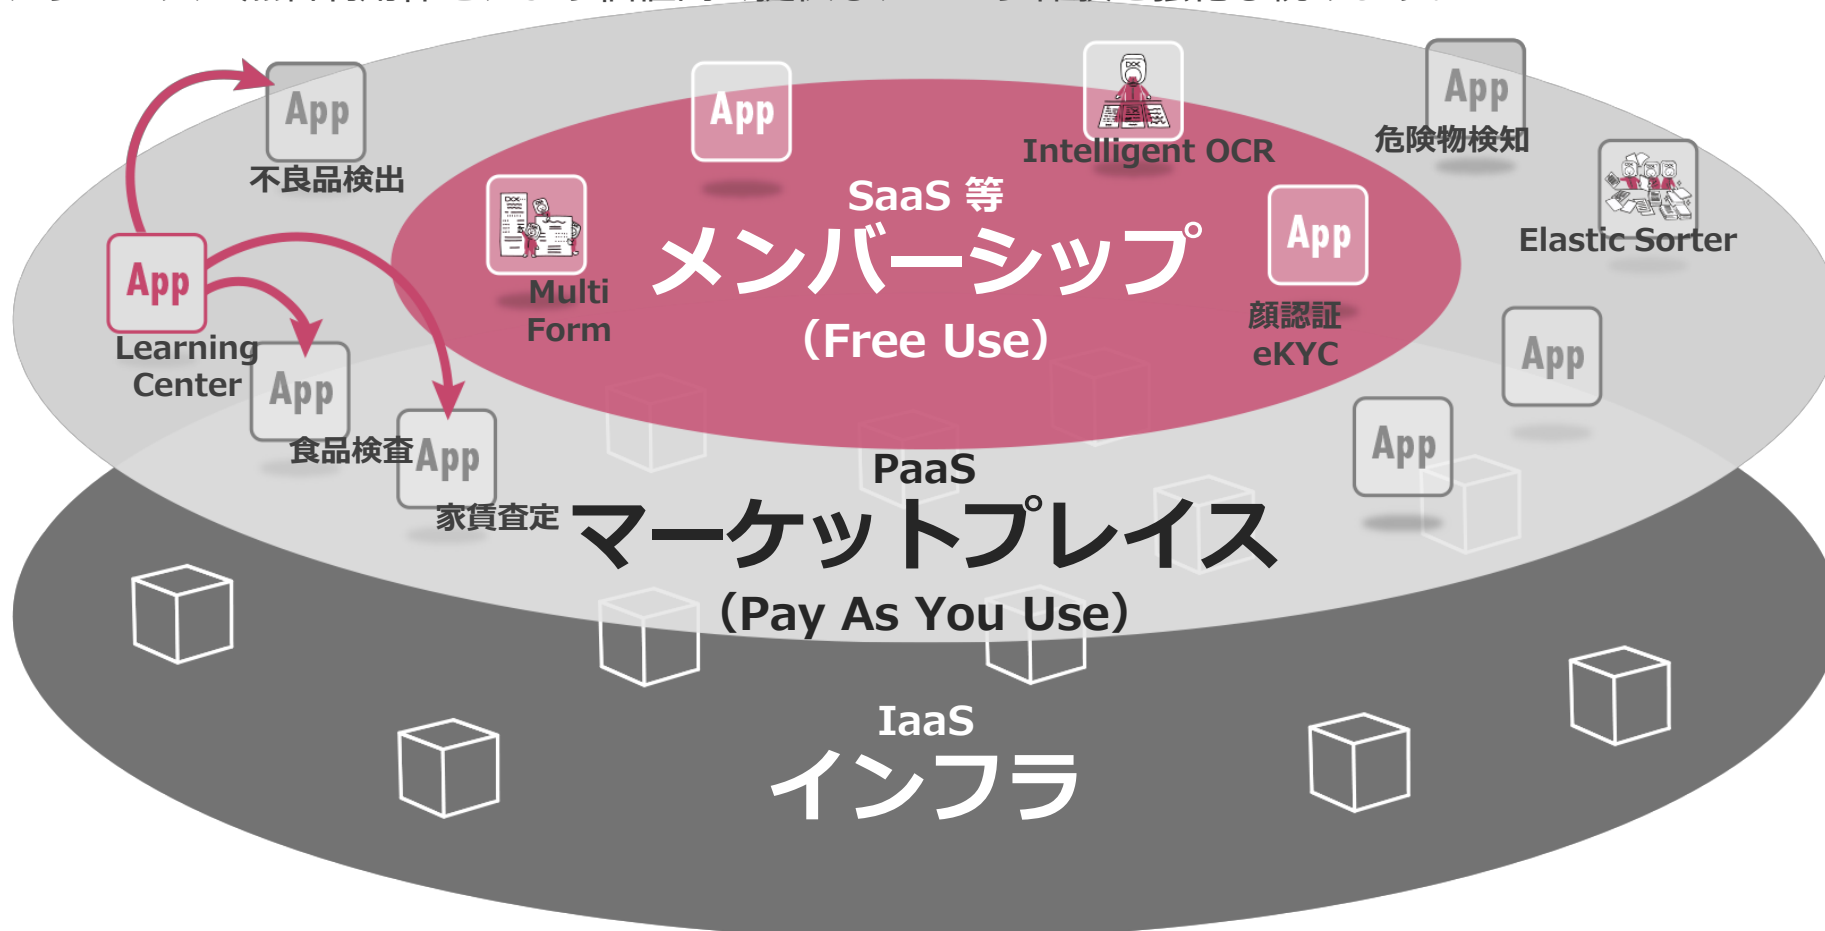 App
不良品検出
App
Intelligent OCR
App
危険物検知
Elastic Sorter
SaaS 等
メンバーシップ
（Free Use）
Multi
Form
App
顔認証
eKYC
App
Learning
Center
App
食品検査
App
家賃査定
App
App
PaaS
マーケットプレイス
（Pay As You Use）
IaaS
インフラ